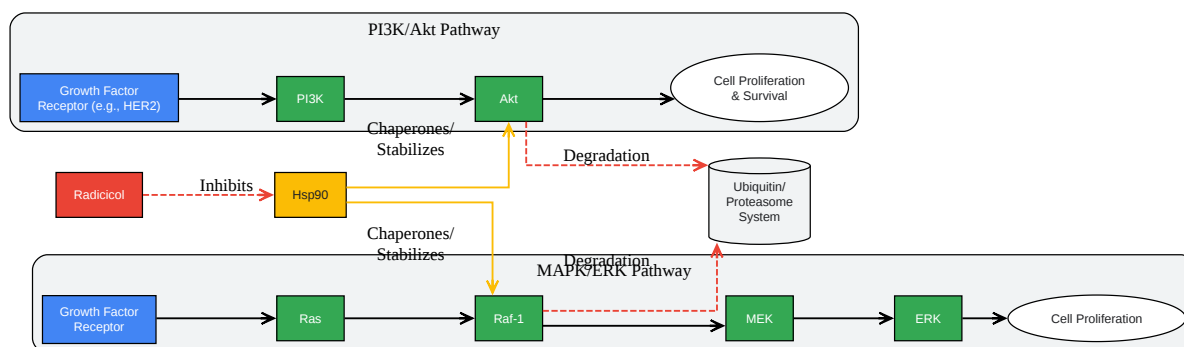 PI3K/Akt Pathway
Growth Factor
Receptor (e.g., HER2)
PI3K
Akt
Cell Proliferation
& Survival
Chaperones/
Stabilizes
Degradation
Radicicol
Inhibits
Hsp90
Ubiquitin/
Proteasome
System
Chaperones/
Stabilizes
Degradation
MAPK/ERK Pathway
Growth Factor
Receptor
Ras
Raf-1
MEK
ERK
Cell Proliferation